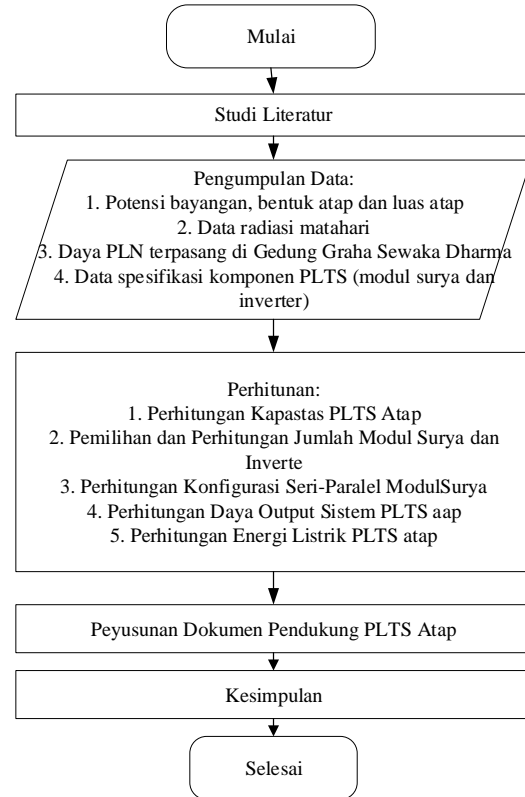 Mulai
Studi Literatur
Pengumpulan Data:
1. Potensi bayangan, bentuk atap dan luas atap
2. Data radiasi matahari
3. Daya PLN terpasang di Gedung Graha Sewaka Dharma
4. Data spesifikasi komponen PLTS (modul surya dan
inverter)
Perhitunan:
1. Perhitungan Kapastas PLTS Atap
2. Pemilihan dan Perhitungan Jumlah Modul Surya dan
Inverte
3. Perhitungan Konfigurasi Seri-Paralel ModulSurya
4. Perhitungan Daya Output Sistem PLTS aap
5. Perhitungan Energi Listrik PLTS atap
Peyusunan Dokumen Pendukung PLTS Atap
Kesimpulan
Selesai